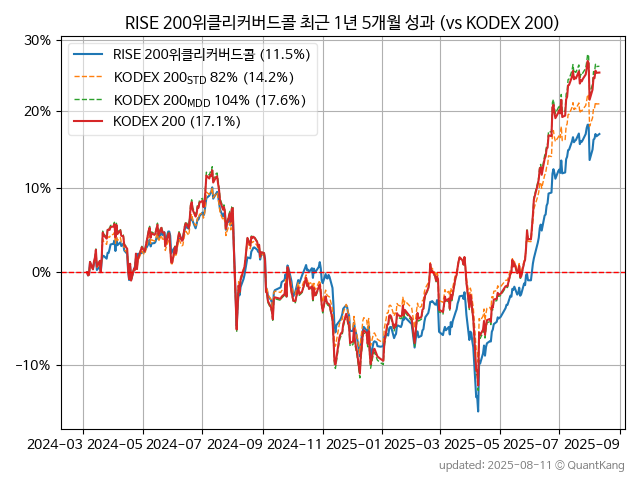 RISE 200위클리커버드콜 최근 1년 5개월 성과 (vs KODEX 200)
RISE 200위클리커버드콜 (11.5%)
KODEX 200STD 82% (14.2%)
KODEX 200MDD 104% (17.6%)
KODEX 200 (17.1%)
30%
20%
10%
0%
−10%
2024-03 2024-05 2024-07 2024-09 2024-11 2025-01 2025-03 2025-05 2025-07 2025-09
updated: 2025-08-11 © QuantKang